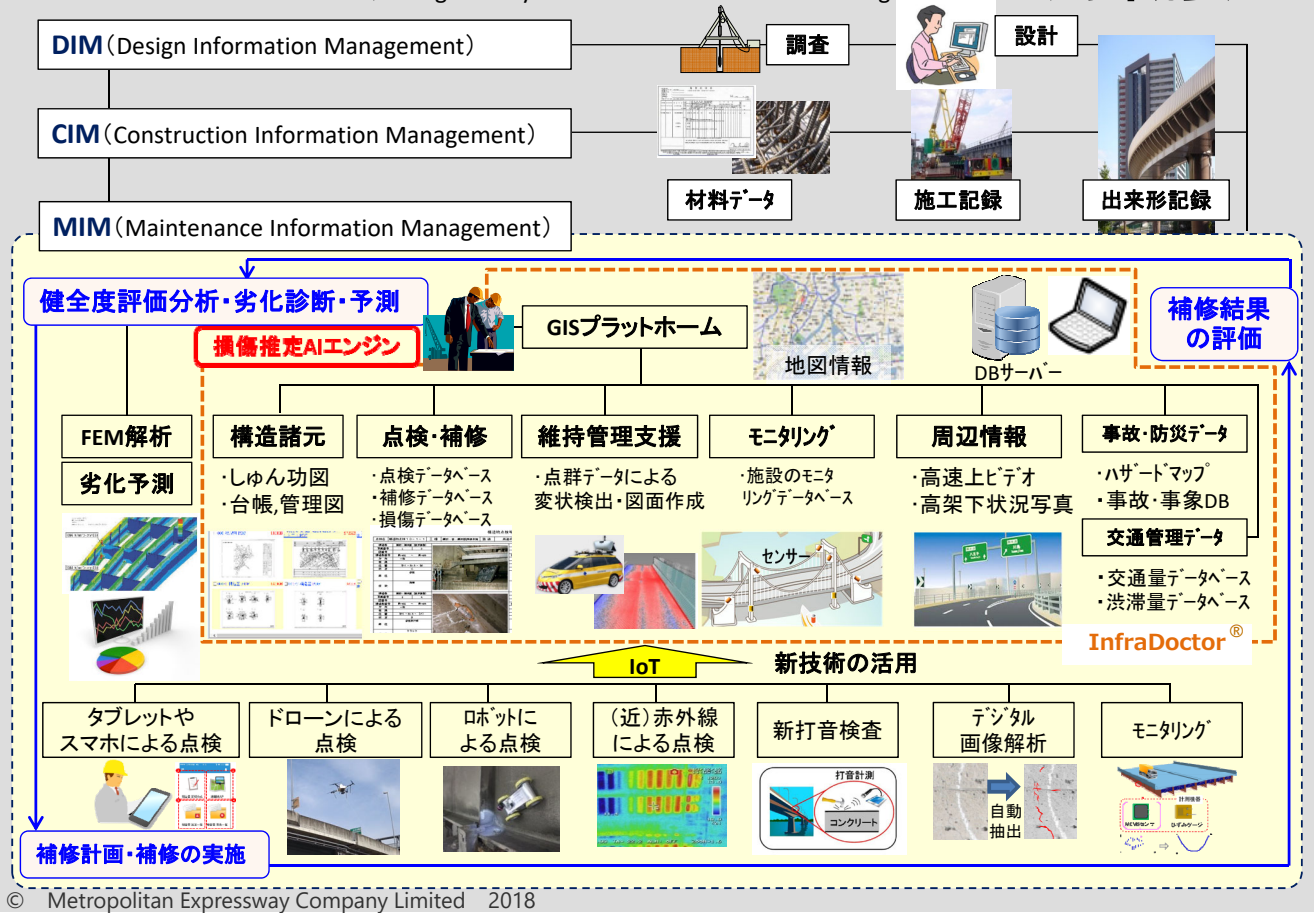 DIM（Design Information Management）
調査
設計
CIM（Construction Information Management）
材料ﾃﾞｰﾀ
施工記録
出来形記録
MIM（Maintenance Information Management）
健全度評価分析・劣化診断・予測
損傷推定AIエンジン
GISプラットホーム
地図情報
DBｻｰﾊﾞｰ
補修結果
の評価
FEM解析
劣化予測
構造諸元
・しゅん功図
・台帳,管理図
点検・補修
・点検ﾃﾞｰﾀﾍﾞｰｽ
・補修ﾃﾞｰﾀﾍﾞｰｽ
・損傷ﾃﾞｰﾀﾍﾞｰｽ
維持管理支援
・点群データによる
変状検出・図面作成
ﾓﾆﾀﾘﾝｸﾞ
・施設のﾓﾆﾀ
ﾘﾝｸﾞﾃﾞｰﾀﾍﾞｰｽ
センサー
周辺情報
・高速上ビデオ
・高架下状況写真
事故・防災ﾃﾞｰﾀ
・ﾊｻﾞｰﾄﾞﾏｯﾌﾟ
・事故・事象DB
交通管理ﾃﾞｰﾀ
・交通量ﾃﾞｰﾀﾍﾞｰｽ
・渋滞量ﾃﾞｰﾀﾍﾞｰｽ
InfraDoctor®
IoT
新技術の活用
タブレットや
スマホによる点検
ドローンによる
点検
ﾛﾎﾞｯﾄに
よる点検
（近）赤外線
による点検
新打音検査
打音計測
コンクリート
ﾃﾞｼﾞﾀﾙ
画像解析
自動
抽出
ﾓﾆﾀﾘﾝｸﾞ
計測機器
補修計画・補修の実施
© Metropolitan Expressway Company Limited 2018